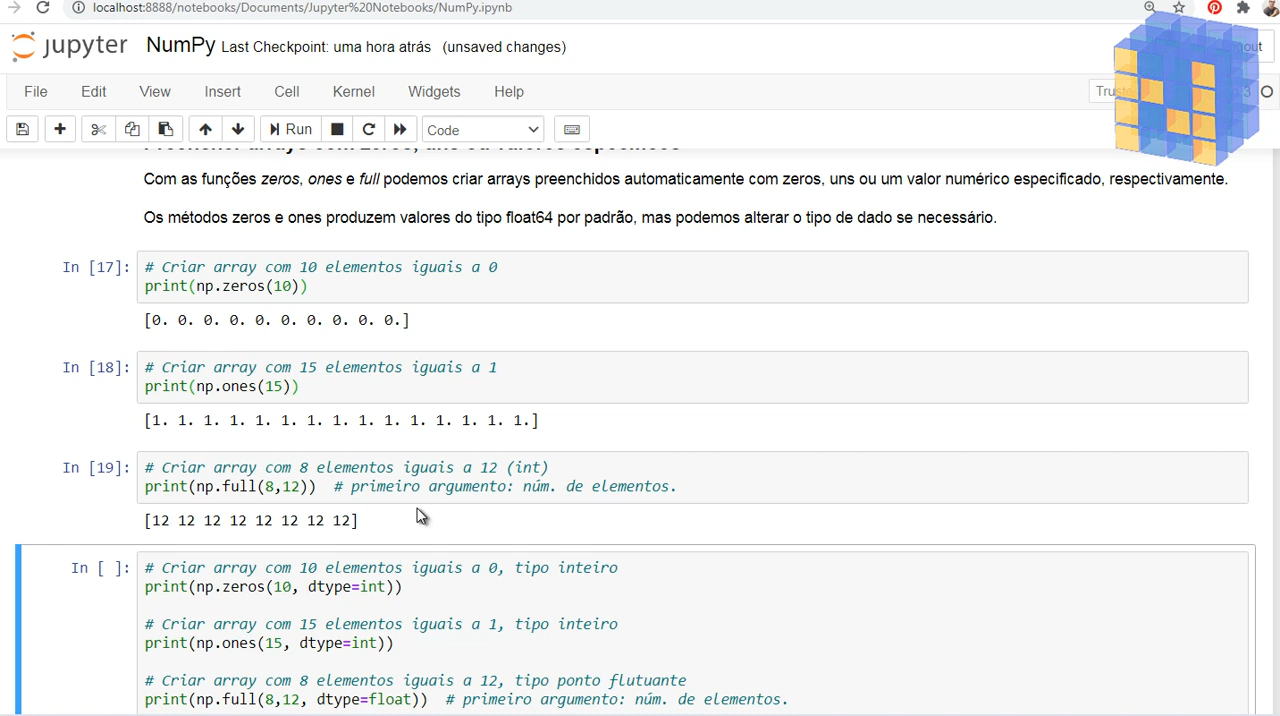 localhost:8888/notebooks/Documents/Jupyter%20Notebooks/NumPy.ipynb
jupyter NumPy Last Checkpoint: uma hora atrás (unsaved changes)
File Edit View Insert Cell Kernel Widgets Help
Run Code
Com as funções zeros, ones e full podemos criar arrays preenchidos automaticamente com zeros, uns ou um valor numérico especificado, respectivamente.
Os métodos zeros e ones produzem valores do tipo float64 por padrão, mas podemos alterar o tipo de dado se necessário.
In [17]: # Criar array com 10 elementos iguais a 0
print(np.zeros(10))
[0. 0. 0. 0. 0. 0. 0. 0. 0. 0.]
In [18]: # Criar array com 15 elementos iguais a 1
print(np.ones(15))
[1. 1. 1. 1. 1. 1. 1. 1. 1. 1. 1. 1. 1. 1. 1.]
In [19]: # Criar array com 8 elementos iguais a 12 (int)
print(np.full(8,12)) # primeiro argumento: núm. de elementos.
[12 12 12 12 12 12 12 12]
In [ ]: # Criar array com 10 elementos iguais a 0, tipo inteiro
print(np.zeros(10, dtype=int))
# Criar array com 15 elementos iguais a 1, tipo inteiro
print(np.ones(15, dtype=int))
# Criar array com 8 elementos iguais a 12, tipo ponto flutuante
print(np.full(8,12, dtype=float)) # primeiro argumento: núm. de elementos.